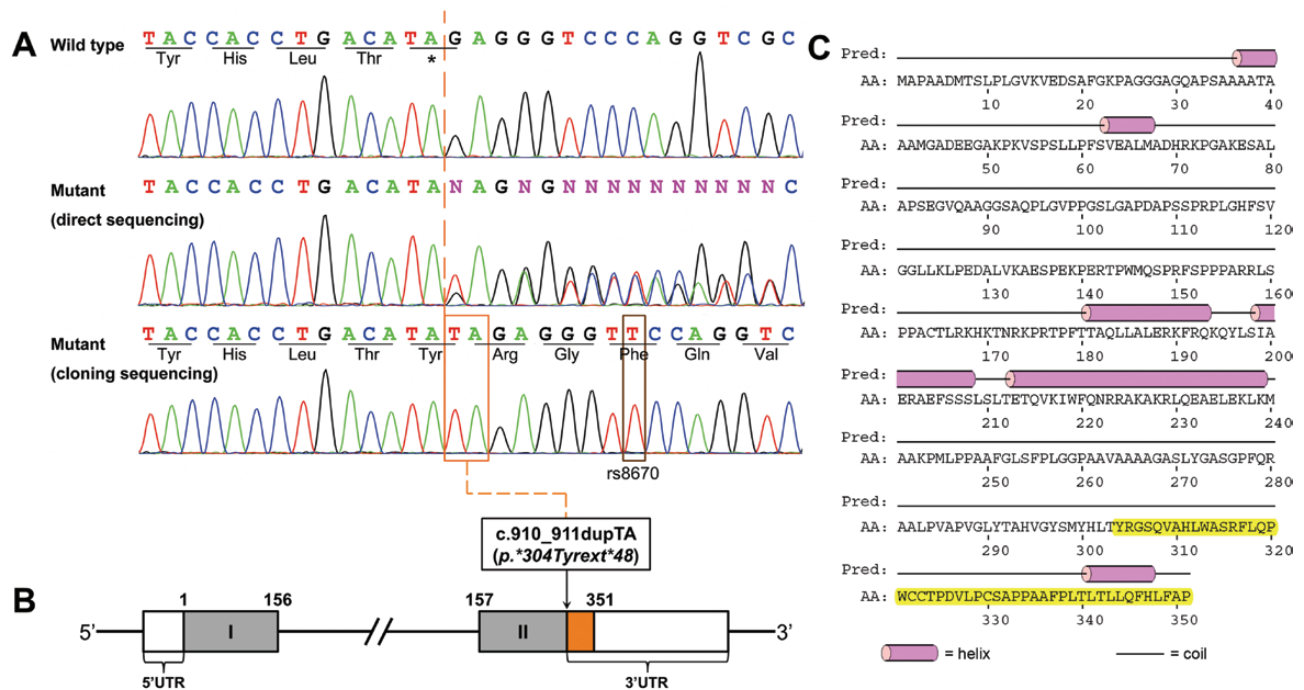 A
Wild type
T A C C A C C T G A C A T A G A G G G T C C C A G G T C G C
Tyr His Leu Thr *
Mutant
(direct sequencing)
T A C C A C C T G A C A T A N A G N G N N N N N N N N N N C
Mutant
(cloning sequencing)
T A C C A C C T G A C A T A T A G A G G G T T C C A G G T C
Tyr His Leu Thr Tyr Arg Gly Phe Gln Val
rs8670
c.910_911dupTA
(p.*304Tyrext*48)
B
1 156 157 351
5' I II 3'
5'UTR 3'UTR
C
Pred:
AA: MAPAADMTSLPLGVKVEDSAFGKPAGGGAGQAPSAAAATA
10 20 30 40
Pred:
AA: AAMGADEEGAKPKVSPSLLPFSVEALMADHRKPGAKESAL
50 60 70 80
Pred:
AA: APSEGVQAAGGSAQPLGVPPGSLGAPDAPSSPRPLGHFSV
90 100 110 120
Pred:
AA: GGLLKLPEDALVKAESPEKPERTPWMQSPRFSPPPARRLS
130 140 150 160
Pred:
AA: PPACTLRKHKTNRKPRTPFTTAQLLALERKFRQKQYLSIA
170 180 190 200
Pred:
AA: ERAEFSSSLSLTETQVKIWFQNRRAKAKRLQEAELEKLKM
210 220 230 240
Pred:
AA: AAKPMLPPAAFGLSFPLGGPAAVAAAAGASLYGASGPFQR
250 260 270 280
Pred:
AA: AALPVAPVGLYTAHVGYSMYHLTYRGSQVAHLWASRFLQP
290 300 310 320
Pred:
AA: WCCTPDVLPCSAPPAAFPLTLTLLQFHLFAP
330 340 350
= helix = coil